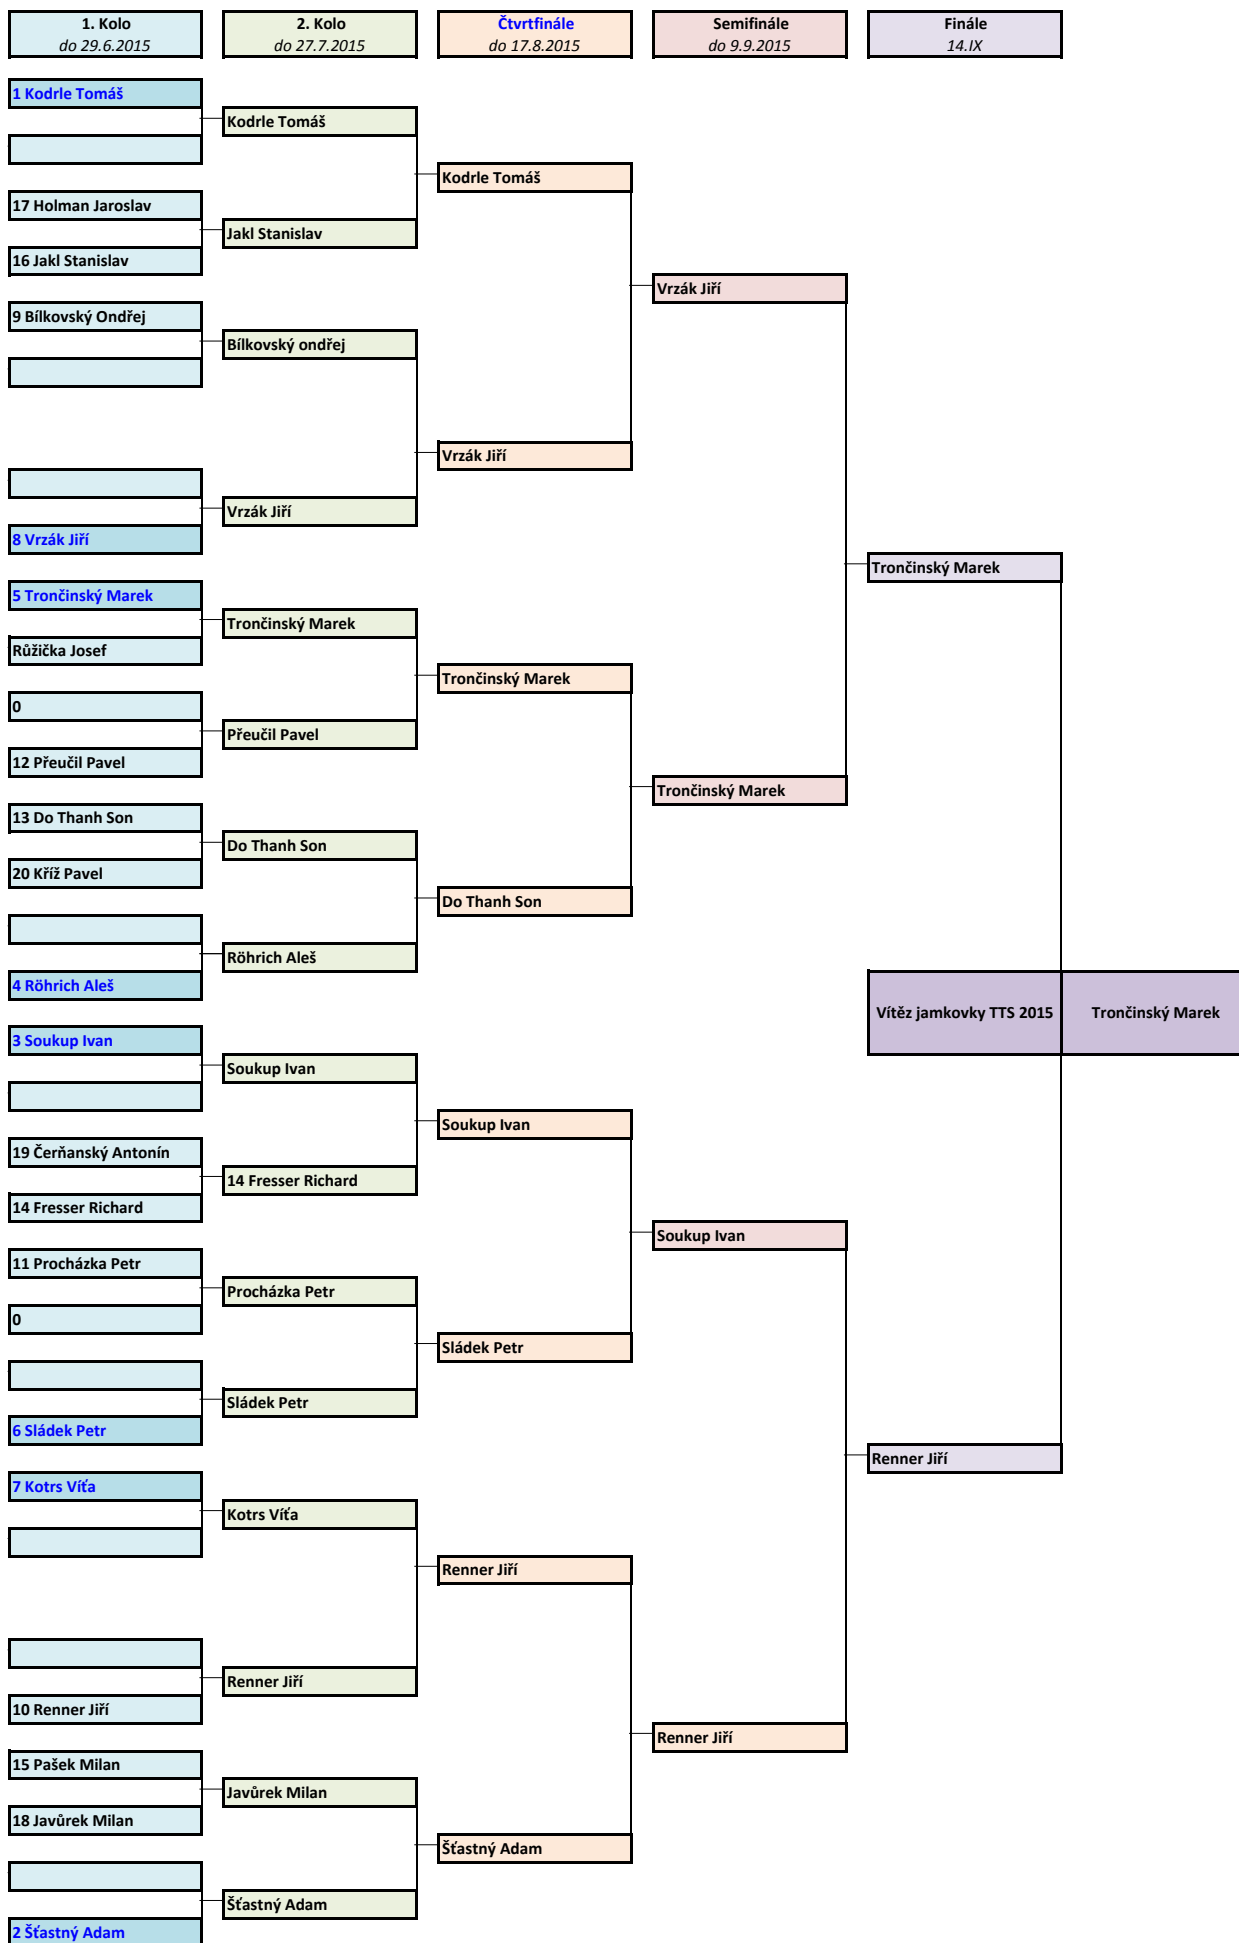 1. Kolo
do 29.6.2015
2. Kolo
do 27.7.2015
Čtvrtfinále
do 17.8.2015
Semifinále
do 9.9.2015
Finále
14.IX
1 Kodrle Tomáš
Kodrle Tomáš
Kodrle Tomáš
17 Holman Jaroslav
Jakl Stanislav
16 Jakl Stanislav
Vrzák Jiří
9 Bílkovský Ondřej
Bílkovský ondřej
Vrzák Jiří
Vrzák Jiří
8 Vrzák Jiří
Trončinský Marek
5 Trončinský Marek
Trončinský Marek
Růžička Josef
Trončinský Marek
0
Přeučil Pavel
12 Přeučil Pavel
Trončinský Marek
13 Do Thanh Son
Do Thanh Son
20 Kříž Pavel
Do Thanh Son
Röhrich Aleš
4 Röhrich Aleš
Vítěz jamkovky TTS 2015
Trončinský Marek
3 Soukup Ivan
Soukup Ivan
Soukup Ivan
19 Čerňanský Antonín
14 Fresser Richard
14 Fresser Richard
Soukup Ivan
11 Procházka Petr
Procházka Petr
0
Sládek Petr
Sládek Petr
6 Sládek Petr
Renner Jiří
7 Kotrs Víťa
Kotrs Víťa
Renner Jiří
Renner Jiří
10 Renner Jiří
Renner Jiří
15 Pašek Milan
Javůrek Milan
18 Javůrek Milan
Šťastný Adam
Šťastný Adam
2 Šťastný Adam